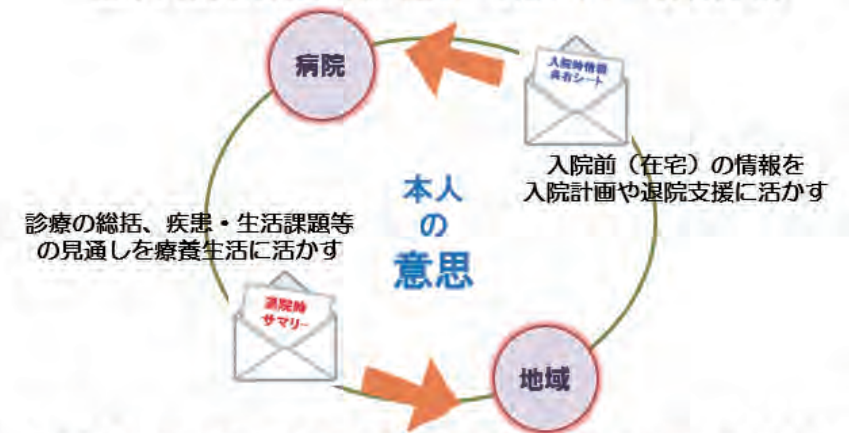 病院
入院時情報
共有シート
入院前（在宅）の情報を
入院計画や退院支援に活かす
本人
の
意思
診療の総括、疾患・生活課題等
の見通しを療養生活に活かす
退院時
サマリー
地域